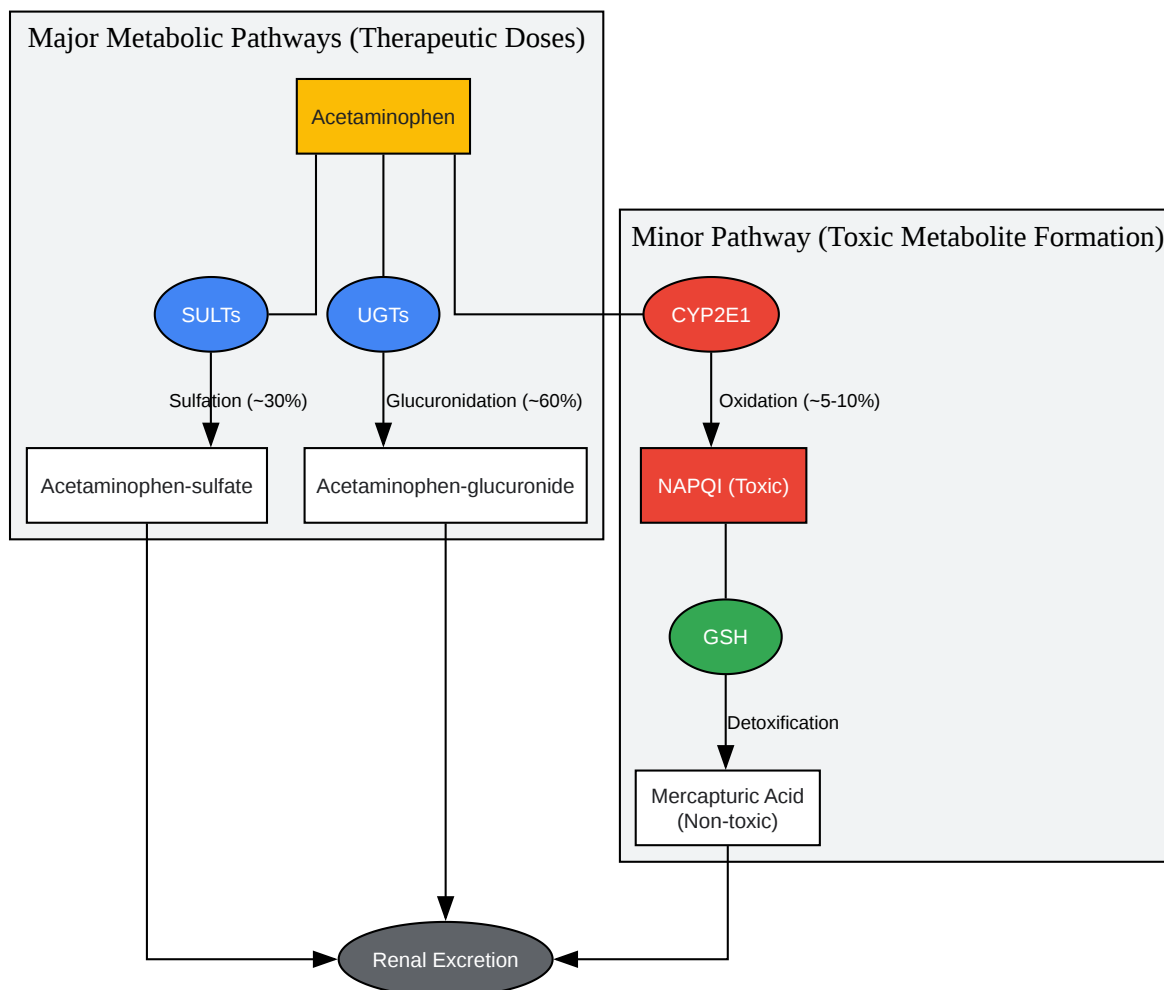 Major Metabolic Pathways (Therapeutic Doses)
Acetaminophen
Minor Pathway (Toxic Metabolite Formation)
SULTs
UGTs
CYP2E1
Sulfation (~30%)
Glucuronidation (~60%)
Oxidation (~5-10%)
Acetaminophen-sulfate
Acetaminophen-glucuronide
NAPQI (Toxic)
GSH
Detoxification
Mercapturic Acid
(Non-toxic)
Renal Excretion